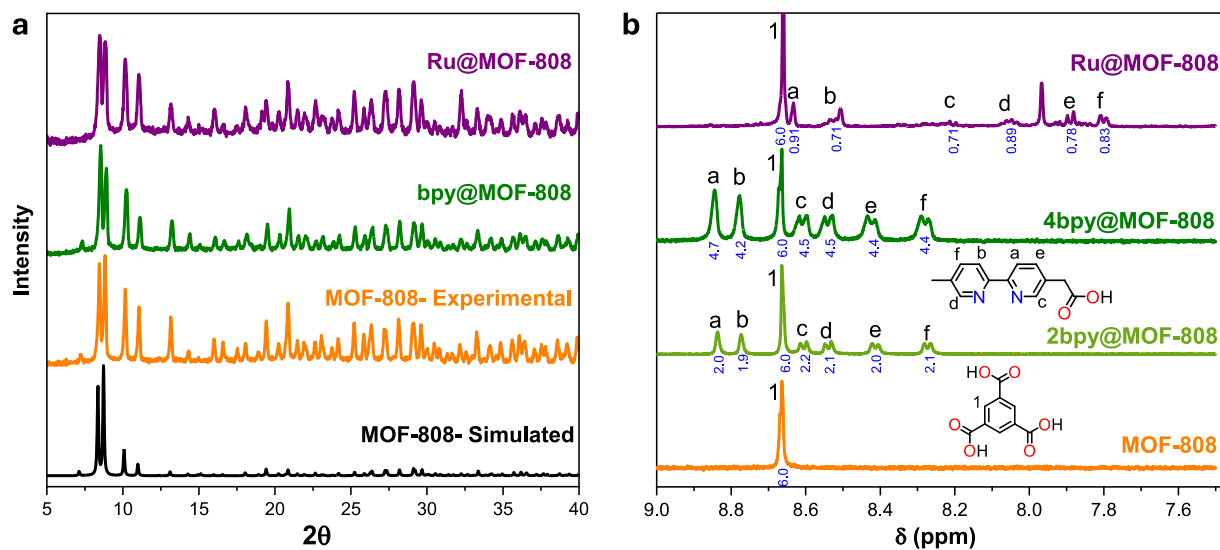 a
Intensity
Ru@MOF-808
bpy@MOF-808
MOF-808- Experimental
MOF-808- Simulated
5 10 15 20 25 30 35 40
2θ
b
1 a b c d e f
Ru@MOF-808
6.0 0.91 0.71 0.71 0.89 0.78 0.83
a b 1 c d e f
4bpy@MOF-808
4.7 4.2 6.0 4.5 4.5 4.4 4.4
f b a e
N N
d c
O
OH
1
a b c d e f
2bpy@MOF-808
2.0 1.9 6.0 2.2 2.1 2.0 2.1
HO O
1 OH
O
OH O
1
MOF-808
6.0
9.0 8.8 8.6 8.4 8.2 8.0 7.8 7.6
δ (ppm)